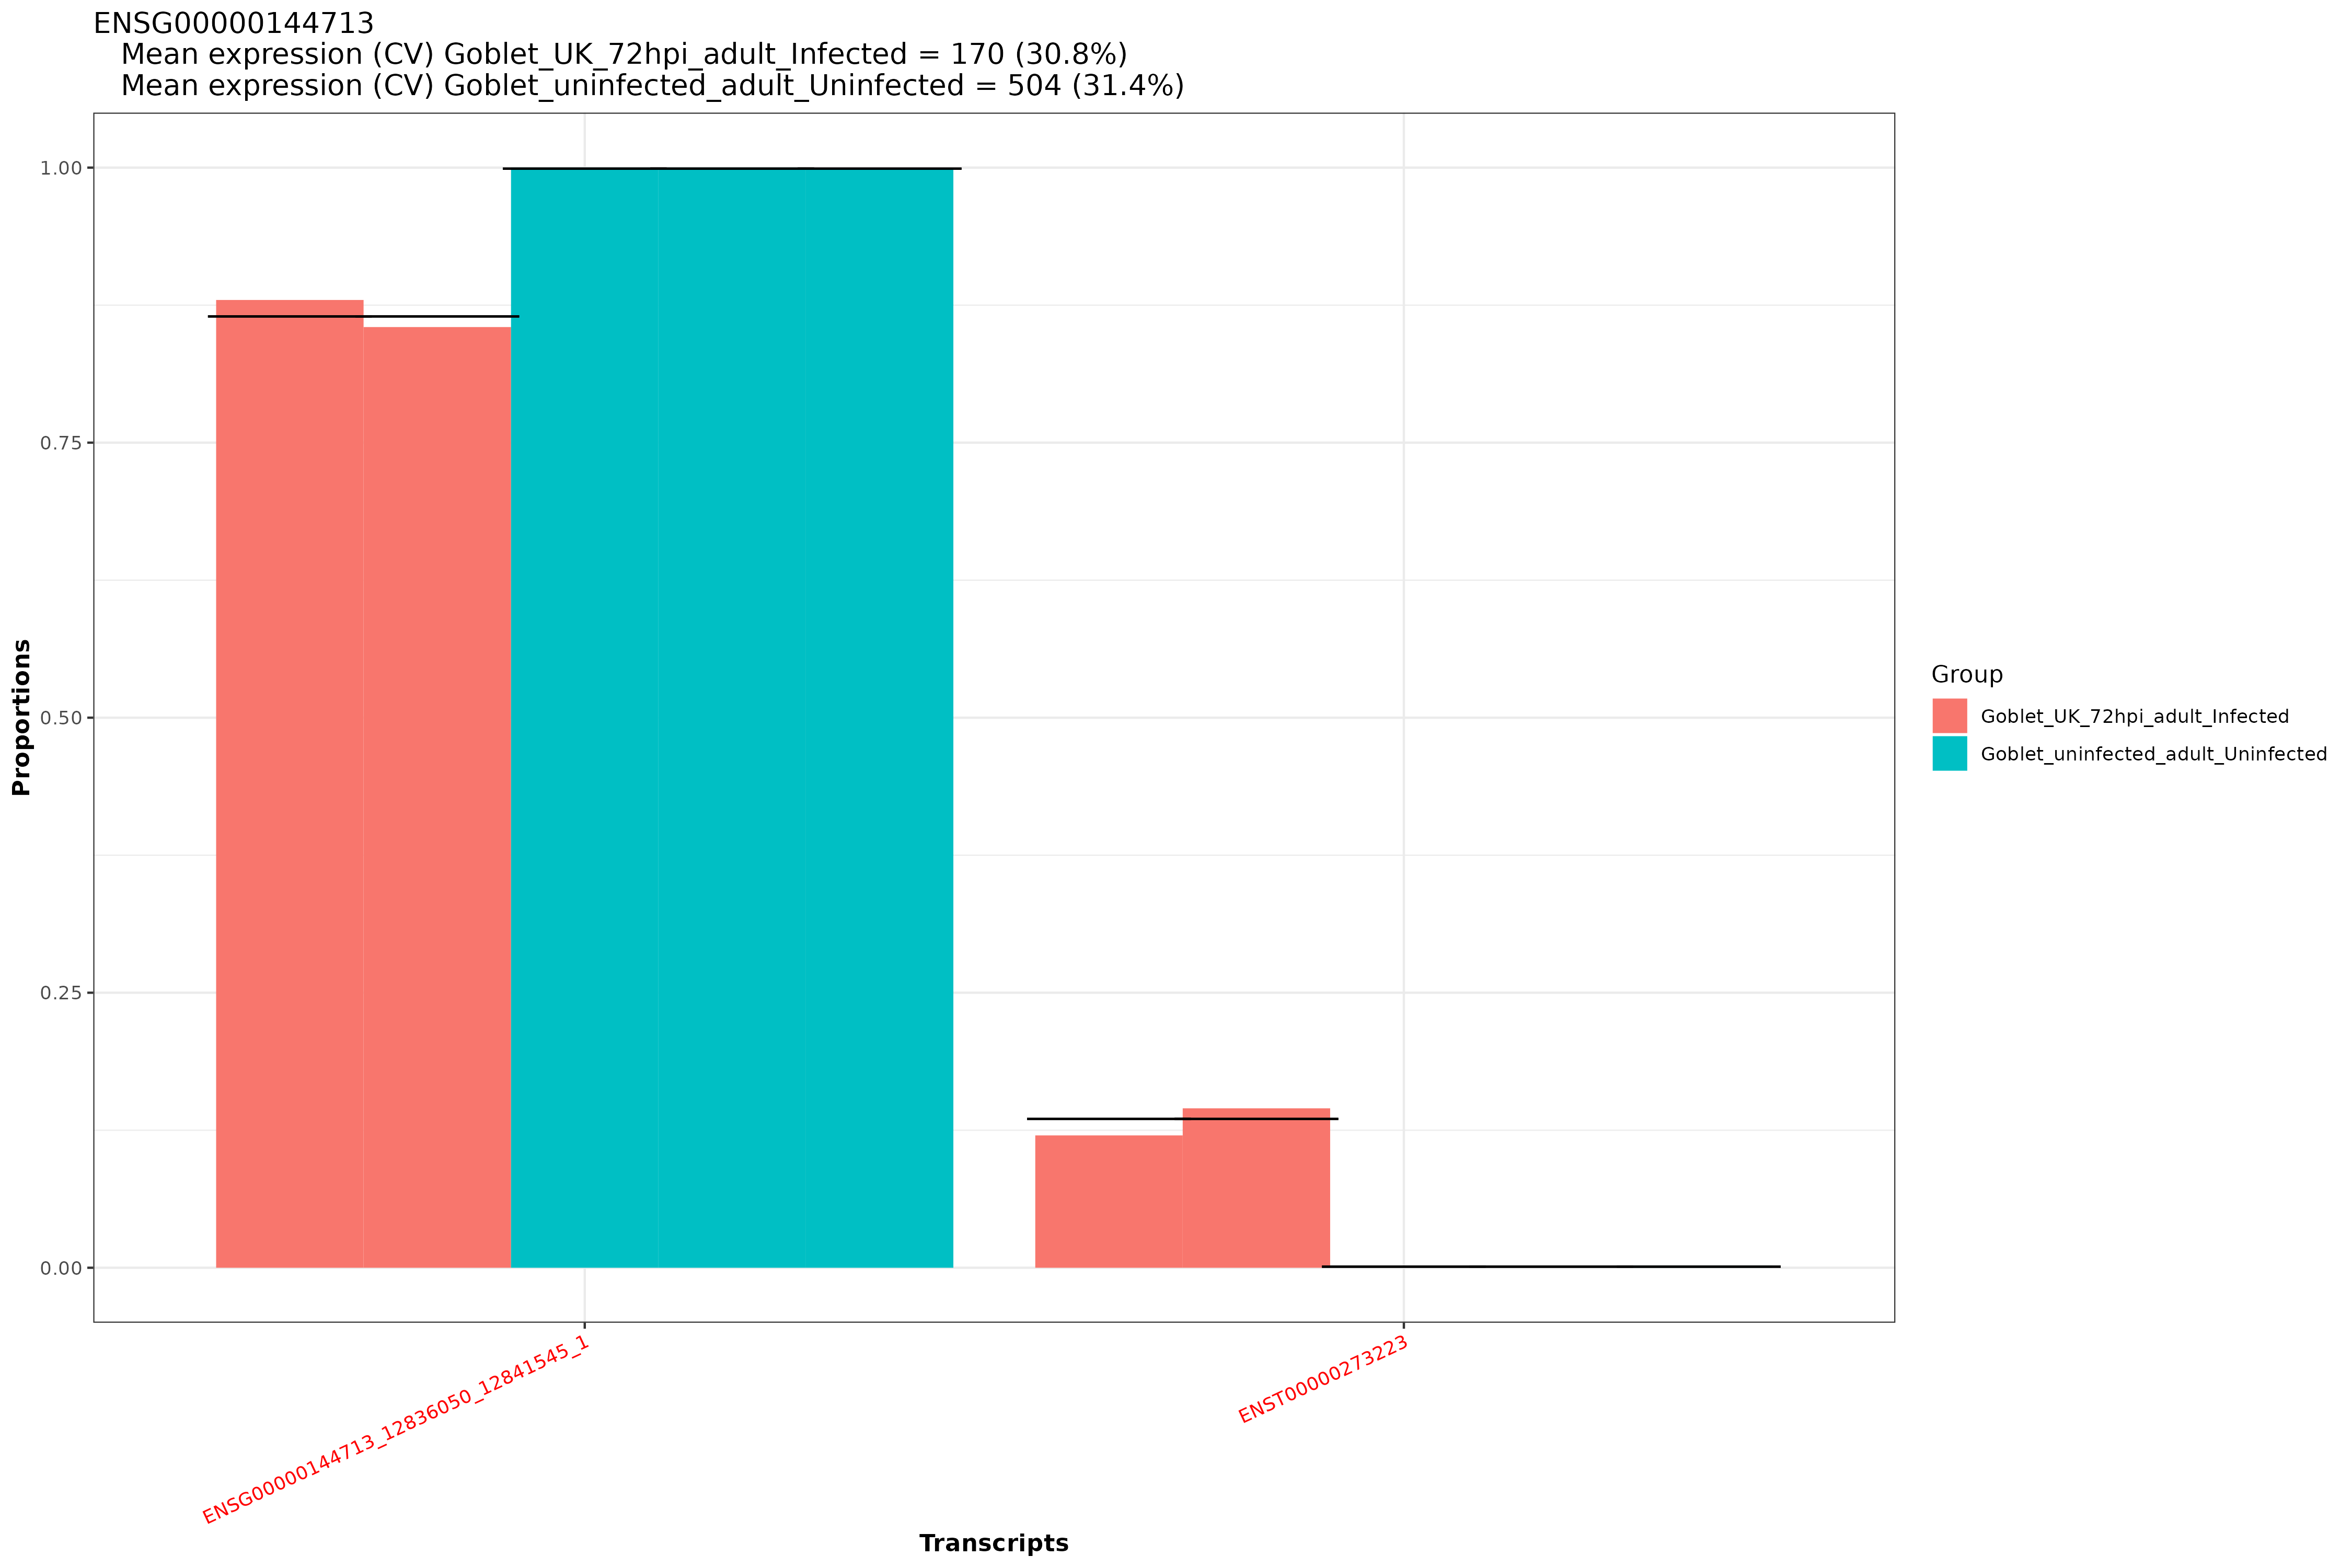 ENSG00000144713
Mean expression (CV) Goblet_UK_72hpi_adult_Infected = 170 (30.8%)
Mean expression (CV) Goblet_uninfected_adult_Uninfected = 504 (31.4%)
1.00
0.75
0.50
0.25
0.00
Proportions
ENSG00000144713_12836050_12841545_1
ENST00000273223
Transcripts
Group
Goblet_UK_72hpi_adult_Infected
Goblet_uninfected_adult_Uninfected